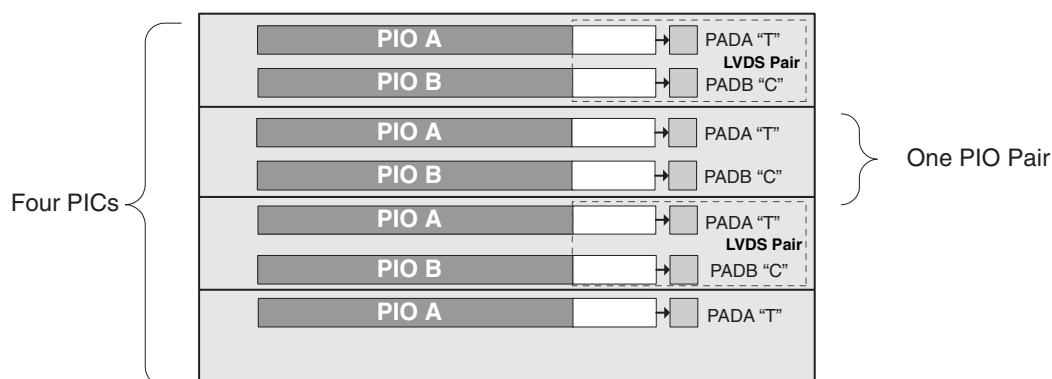 PIO A
PADA “T”
LVDS Pair
PIO B
PADB “C”
PIO A
PADA “T”
One PIO Pair
PIO B
PADB “C”
Four PICs
PIO A
PADA “T”
LVDS Pair
PIO B
PADB “C”
PIO A
PADA “T”